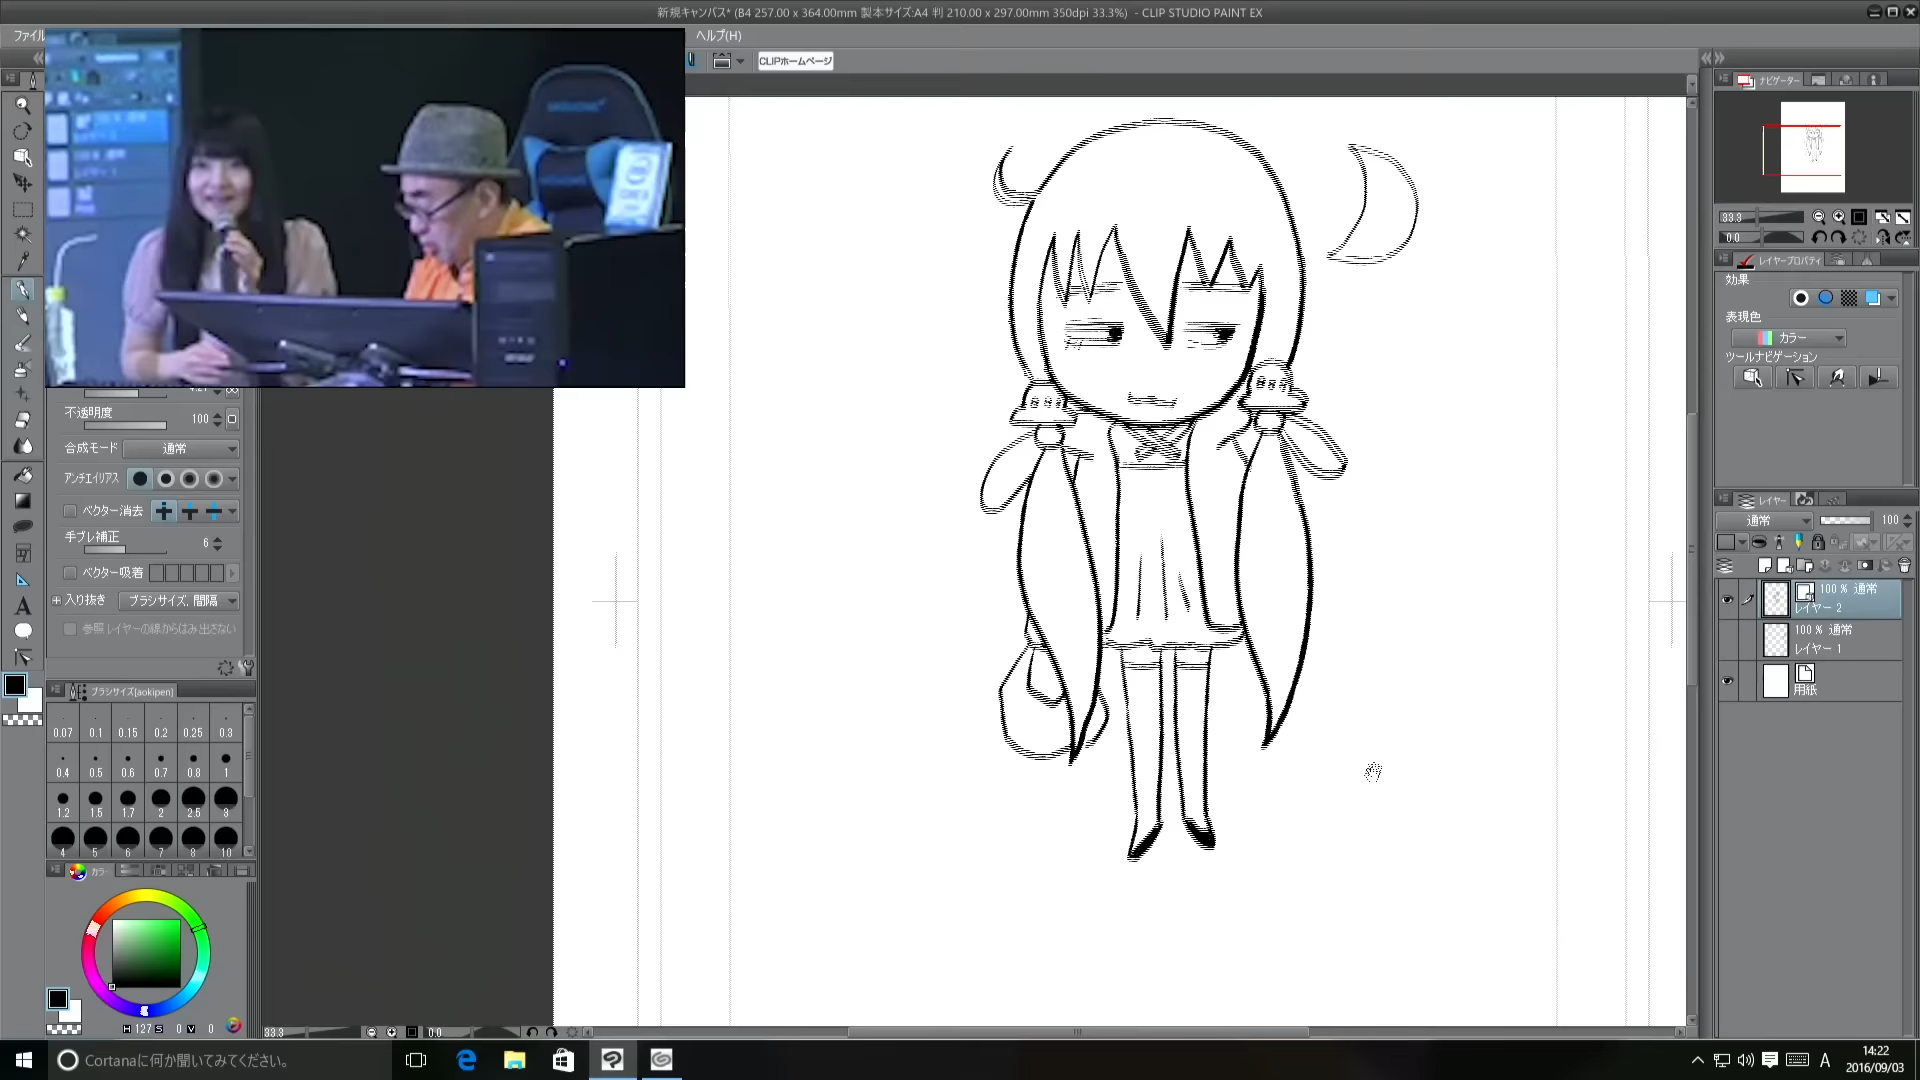 新規キャンバス* (B4 257.00 x 364.00mm 製本サイズ:A4 判 210.00 x 297.00mm 350dpi 33.3%) - CLIP STUDIO PAINT EX
ファイル
ヘルプ(H)
CLIPホームページ
ナビゲーター
33.3
0.0
レイヤープロパティ
効果
表現色
カラー
ツールナビゲーション
不透明度 100
合成モード 通常
アンチエイリアス
ベクター消去
手ブレ補正 6
ベクター吸着
入り抜き ブラシサイズ, 間隔
参照レイヤーの線からはみ出さない
ブラシサイズ[aokipen]
0.07 0.1 0.15 0.2 0.25 0.3
0.4 0.5 0.6 0.7 0.8 1
1.2 1.5 1.7 2 2.5 3
4 5 6 7 8 10
カラー
H 127 S 0 V 0
33.3 0.0
レイヤー
通常 100
100 % 通常
レイヤー 2
100 % 通常
レイヤー 1
用紙
Cortanaに何か聞いてみてください。
A
14:22
2016/09/03